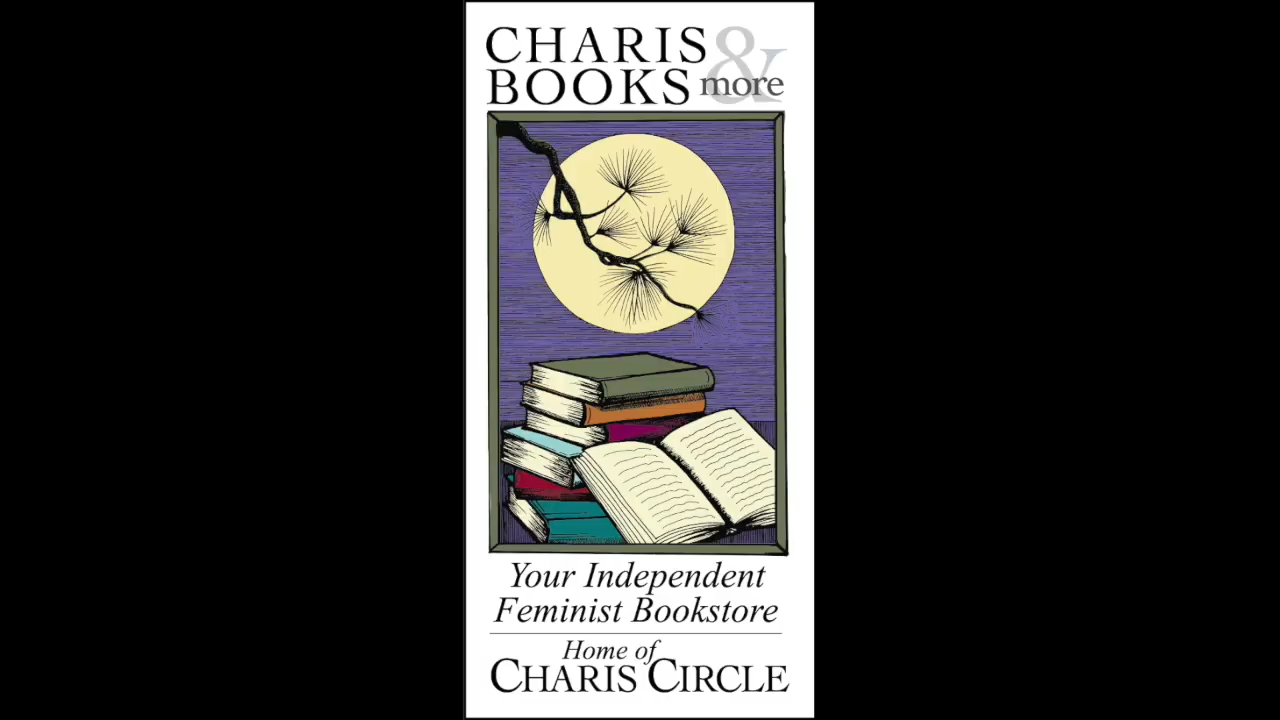 CHARIS &
BOOKS more
Your Independent
Feminist Bookstore
Home of
CHARIS CIRCLE